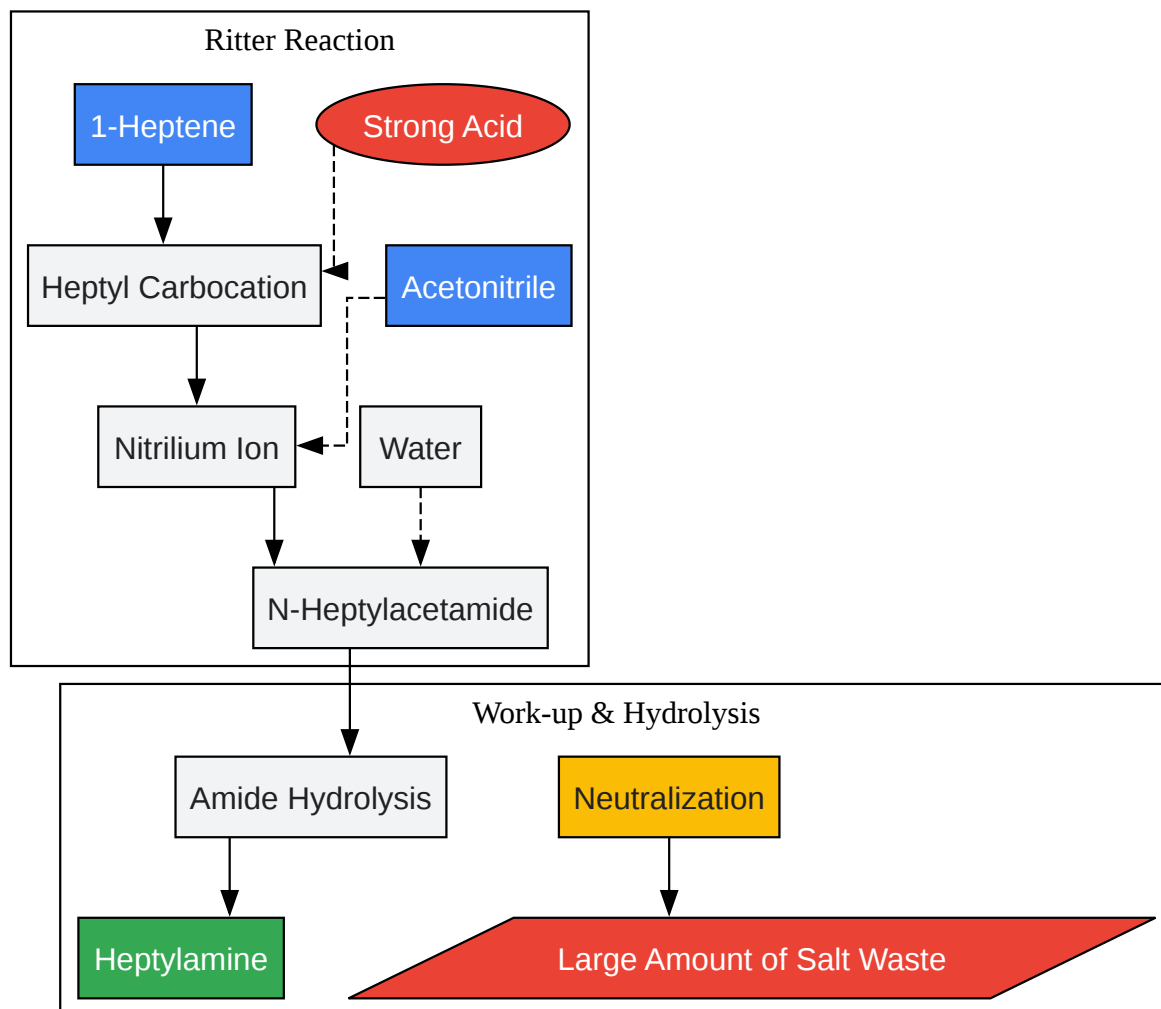 Ritter Reaction
1-Heptene
Strong Acid
Heptyl Carbocation
Acetonitrile
Nitrilium Ion
Water
N-Heptylacetamide
Work-up & Hydrolysis
Amide Hydrolysis
Neutralization
Heptylamine
Large Amount of Salt Waste